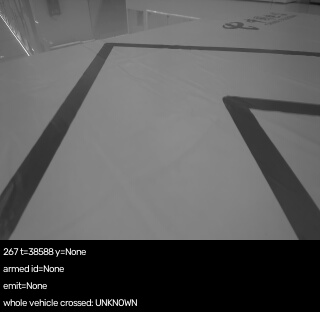 267 t=38588 y=None
armed id=None
emit=None
whole vehicle crossed: UNKNOWN